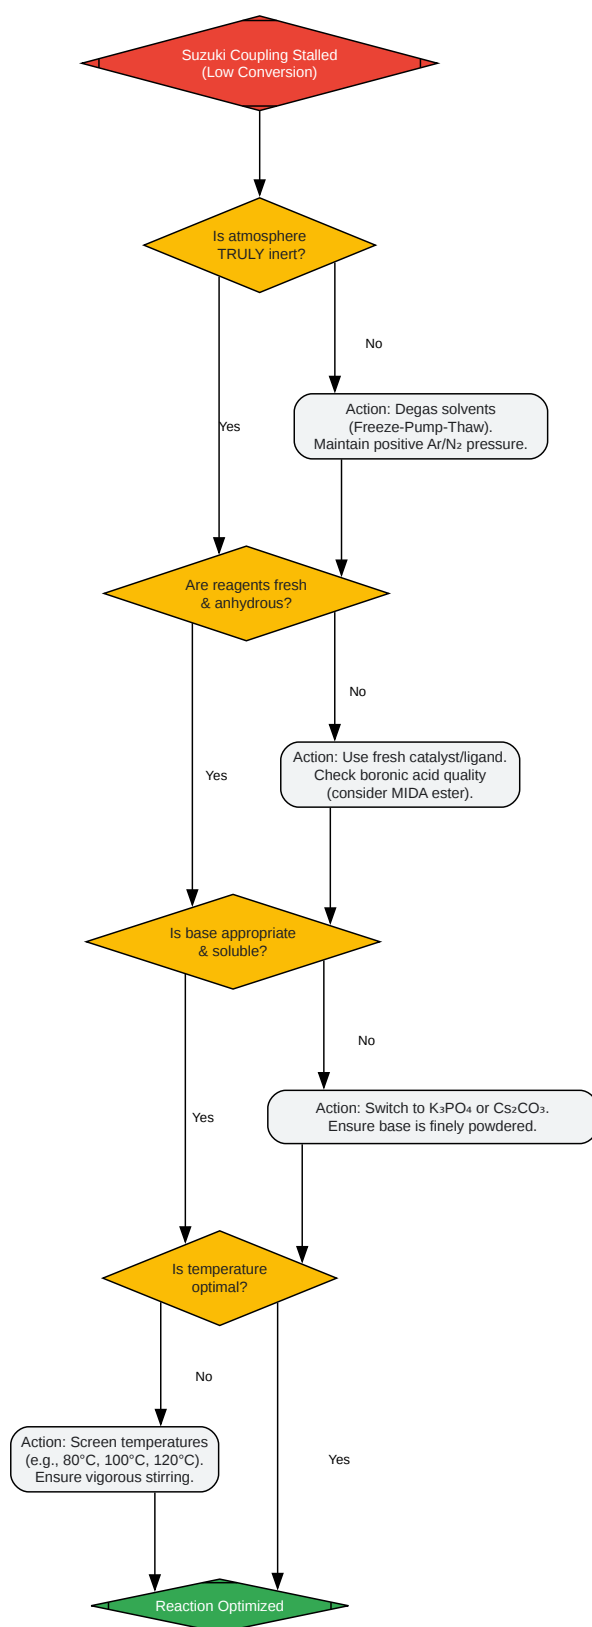 Suzuki Coupling Stalled
(Low Conversion)
Is atmosphere
TRULY inert?
No
Yes
Action: Degas solvents
(Freeze-Pump-Thaw).
Maintain positive Ar/N₂ pressure.
Are reagents fresh
& anhydrous?
No
Yes
Action: Use fresh catalyst/ligand.
Check boronic acid quality
(consider MIDA ester).
Is base appropriate
& soluble?
No
Yes
Action: Switch to K₃PO₄ or Cs₂CO₃.
Ensure base is finely powdered.
Is temperature
optimal?
No
Yes
Action: Screen temperatures
(e.g., 80°C, 100°C, 120°C).
Ensure vigorous stirring.
Reaction Optimized